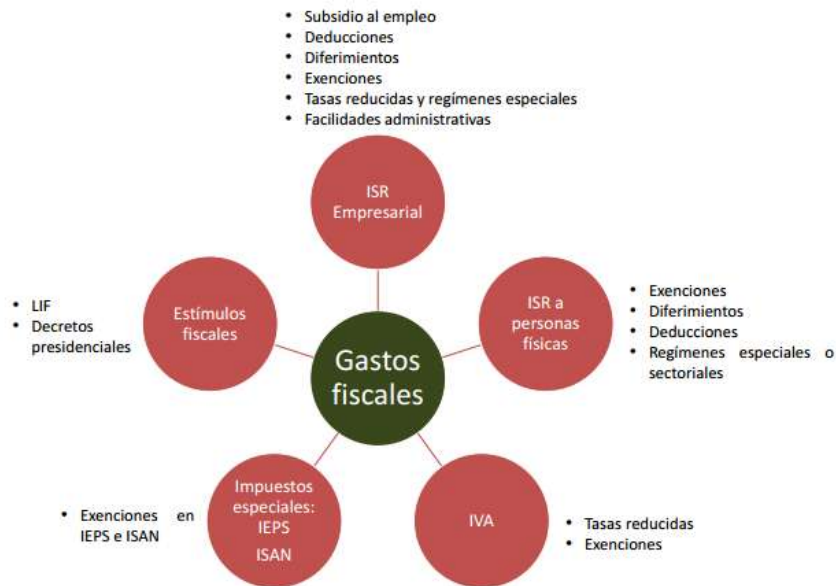 • Subsidio al empleo
• Deducciones
• Diferimientos
• Exenciones
• Tasas reducidas y regímenes especiales
• Facilidades administrativas
ISR
Empresarial
• LIF
• Decretos
presidenciales
Estímulos
fiscales
ISR a
personas
físicas
• Exenciones
• Diferimientos
• Deducciones
• Regímenes especiales o
sectoriales
Gastos
fiscales
• Exenciones en
IEPS e ISAN
Impuestos
especiales:
IEPS
ISAN
IVA
• Tasas reducidas
• Exenciones